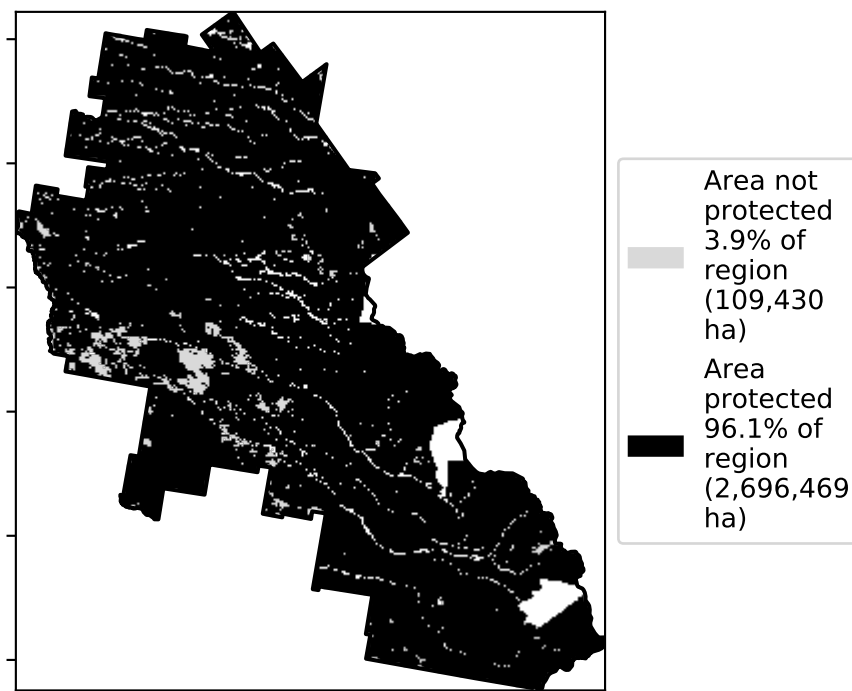 Area not
protected
3.9% of
region
(109,430
ha)
Area
protected
96.1% of
region
(2,696,469
ha)